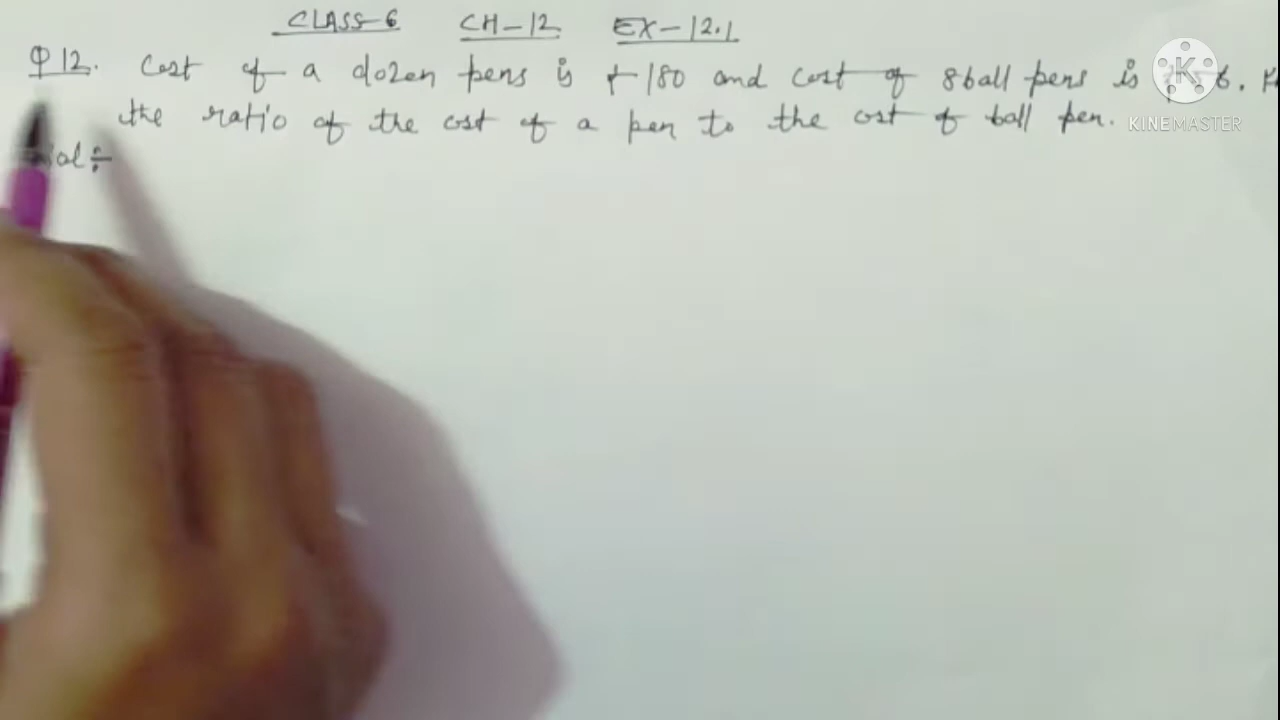 CLASS-6 CH-12 EX-12.1
Q12. Cost of a dozen pens is ₹ 180 and cost of 8 ball pens is
the ratio of the cost of a pen to the cost of ball pen.
KINEMASTER